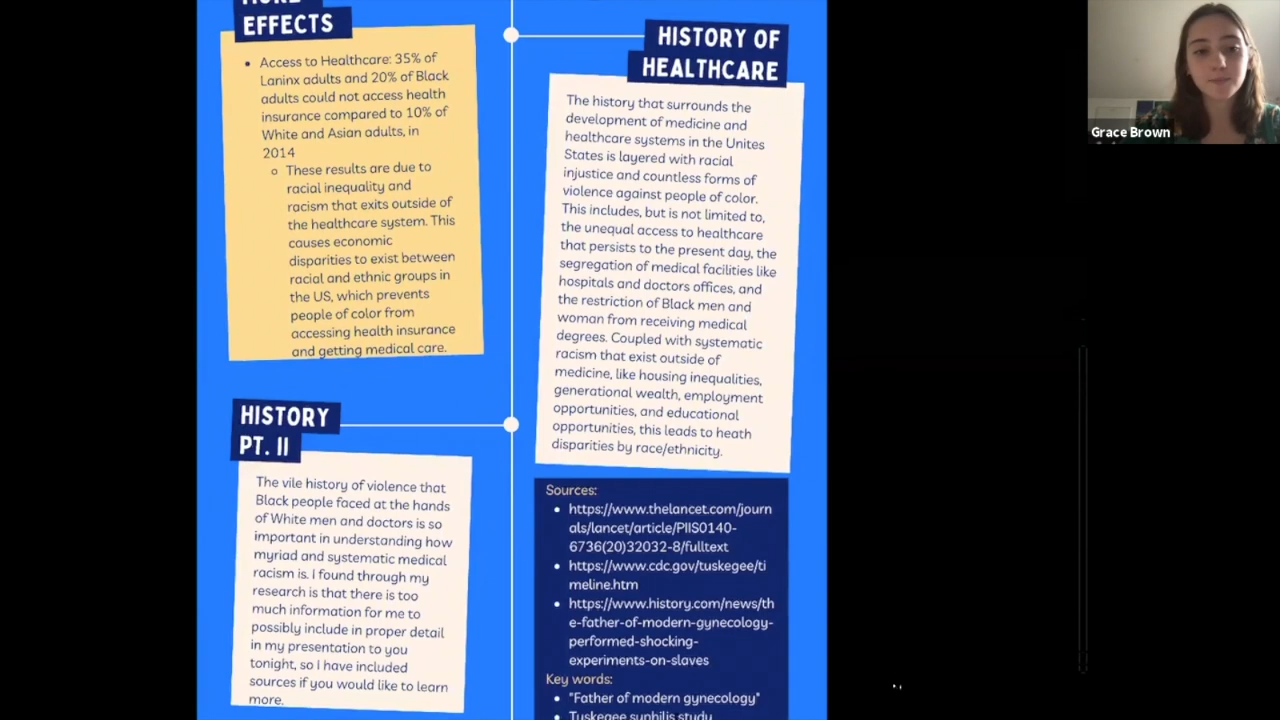 MORE
EFFECTS
Access to Healthcare: 35% of
Laninx adults and 20% of Black
adults could not access health
insurance compared to 10% of
White and Asian adults, in
2014
These results are due to
racial inequality and
racism that exits outside of
the healthcare system. This
causes economic
disparities to exist between
racial and ethnic groups in
the US, which prevents
people of color from
accessing health insurance
and getting medical care.
HISTORY OF
HEALTHCARE
The history that surrounds the
development of medicine and
healthcare systems in the Unites
States is layered with racial
injustice and countless forms of
violence against people of color.
This includes, but is not limited to,
the unequal access to healthcare
that persists to the present day, the
segregation of medical facilities like
hospitals and doctors offices, and
the restriction of Black men and
woman from receiving medical
degrees. Coupled with systematic
racism that exist outside of
medicine, like housing inequalities,
generational wealth, employment
opportunities, and educational
opportunities, this leads to heath
disparities by race/ethnicity.
HISTORY
PT. II
The vile history of violence that
Black people faced at the hands
of White men and doctors is so
important in understanding how
myriad and systematic medical
racism is. I found through my
research is that there is too
much information for me to
possibly include in proper detail
in my presentation to you
tonight, so I have included
sources if you would like to learn
more.
Sources:
https://www.thelancet.com/journ
als/lancet/article/PIIS0140-
6736(20)32032-8/fulltext
https://www.cdc.gov/tuskegee/ti
meline.htm
https://www.history.com/news/th
e-father-of-modern-gynecology-
performed-shocking-
experiments-on-slaves
Key words:
"Father of modern gynecology"
Tuskegee syphilis study
Grace Brown